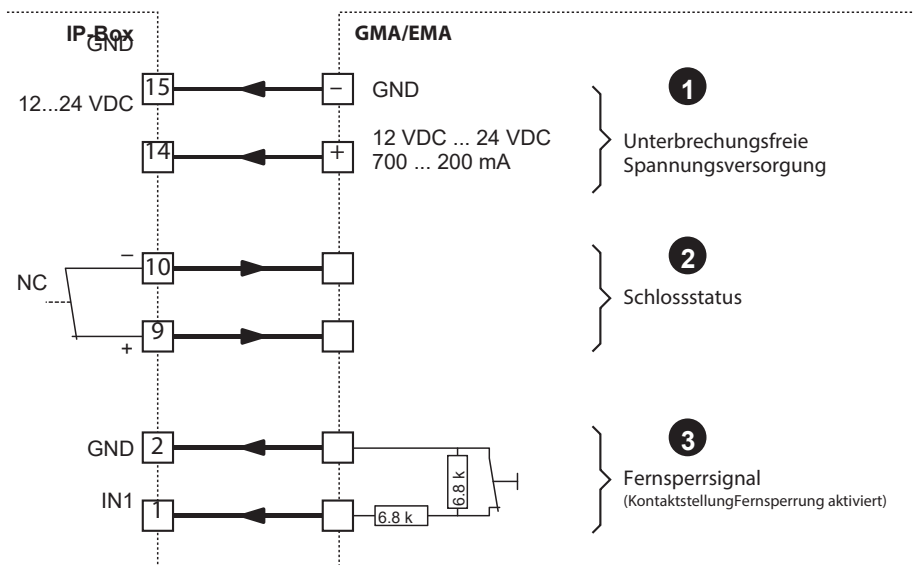 IP-Box
GND
GMA/EMA
15
–
GND
12...24 VDC
14
+
12 VDC ... 24 VDC
700 ... 200 mA
1
Unterbrechungsfreie
Spannungsversorgung
NC
–
10
9
+
2
Schlossstatus
GND
2
IN1
1
6.8 k
6.8 k
3
Fernsperrsignal
(KontaktstellungFernsperrung aktiviert)